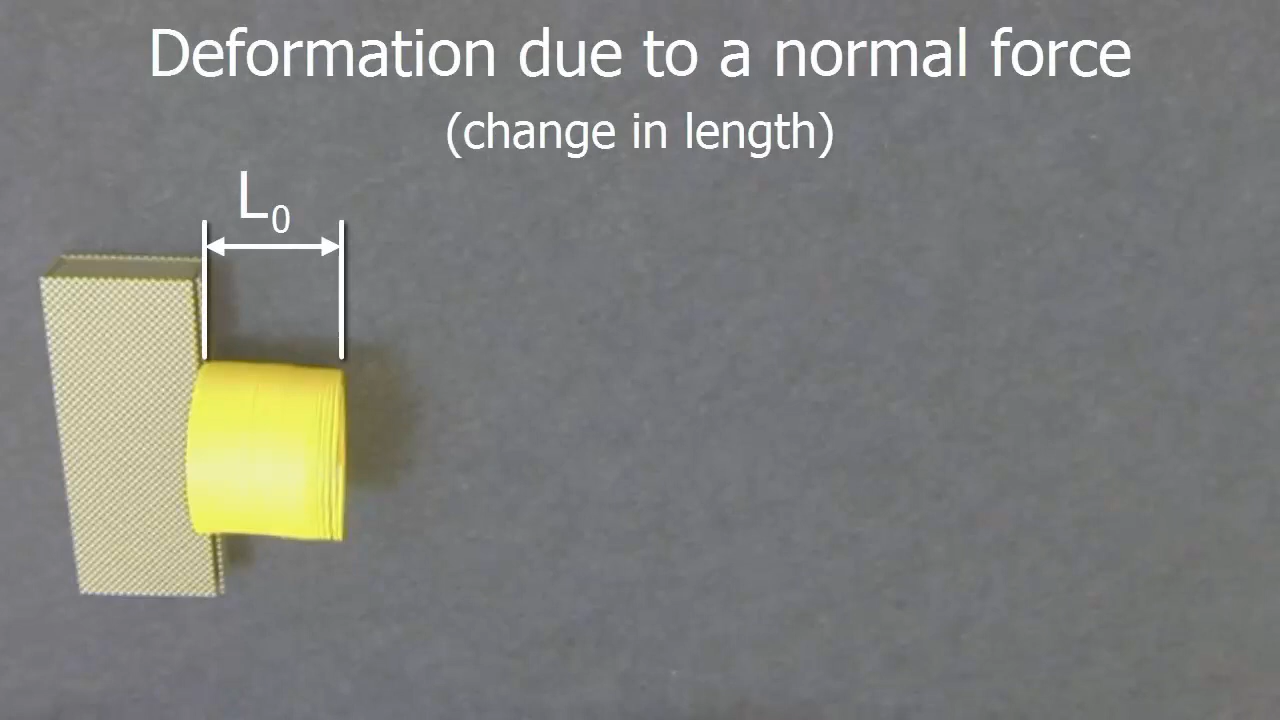 Deformation due to a normal force
(change in length)
L₀